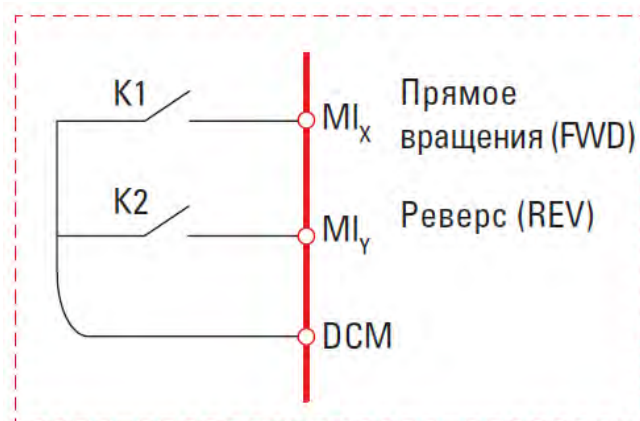 K1
MIX
Прямое
вращения (FWD)
K2
MIY
Реверс (REV)
DCM